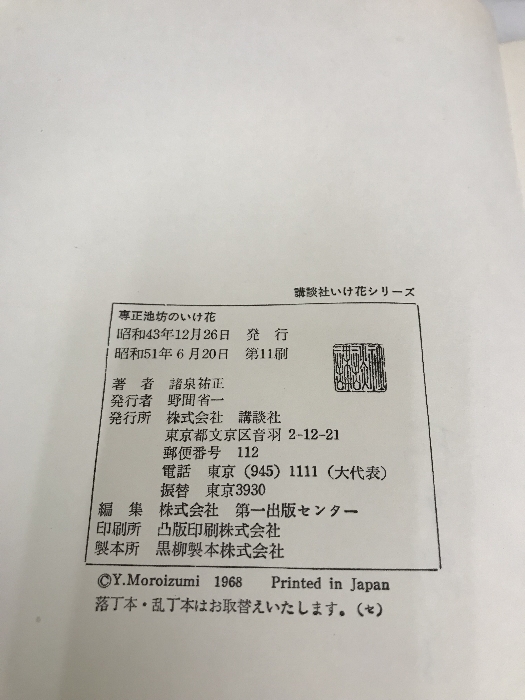 講談社いけ花シリーズ
専正池坊のいけ花
昭和43年12月26日 発 行
昭和51年6月20日 第11刷
著 者 諸泉祐正
発行者 野間省一
発行所 株式会社 講談社
東京都文京区音羽 2-12-21
郵便番号 112
電話 東京 (945) 1111 (大代表)
振替 東京3930
編 集 株式会社 第一出版センター
印刷所 凸版印刷株式会社
製本所 黒柳製本株式会社
©Y.Moroizumi 1968 Printed in Japan
落丁本・乱丁本はお取替えいたします。(セ)